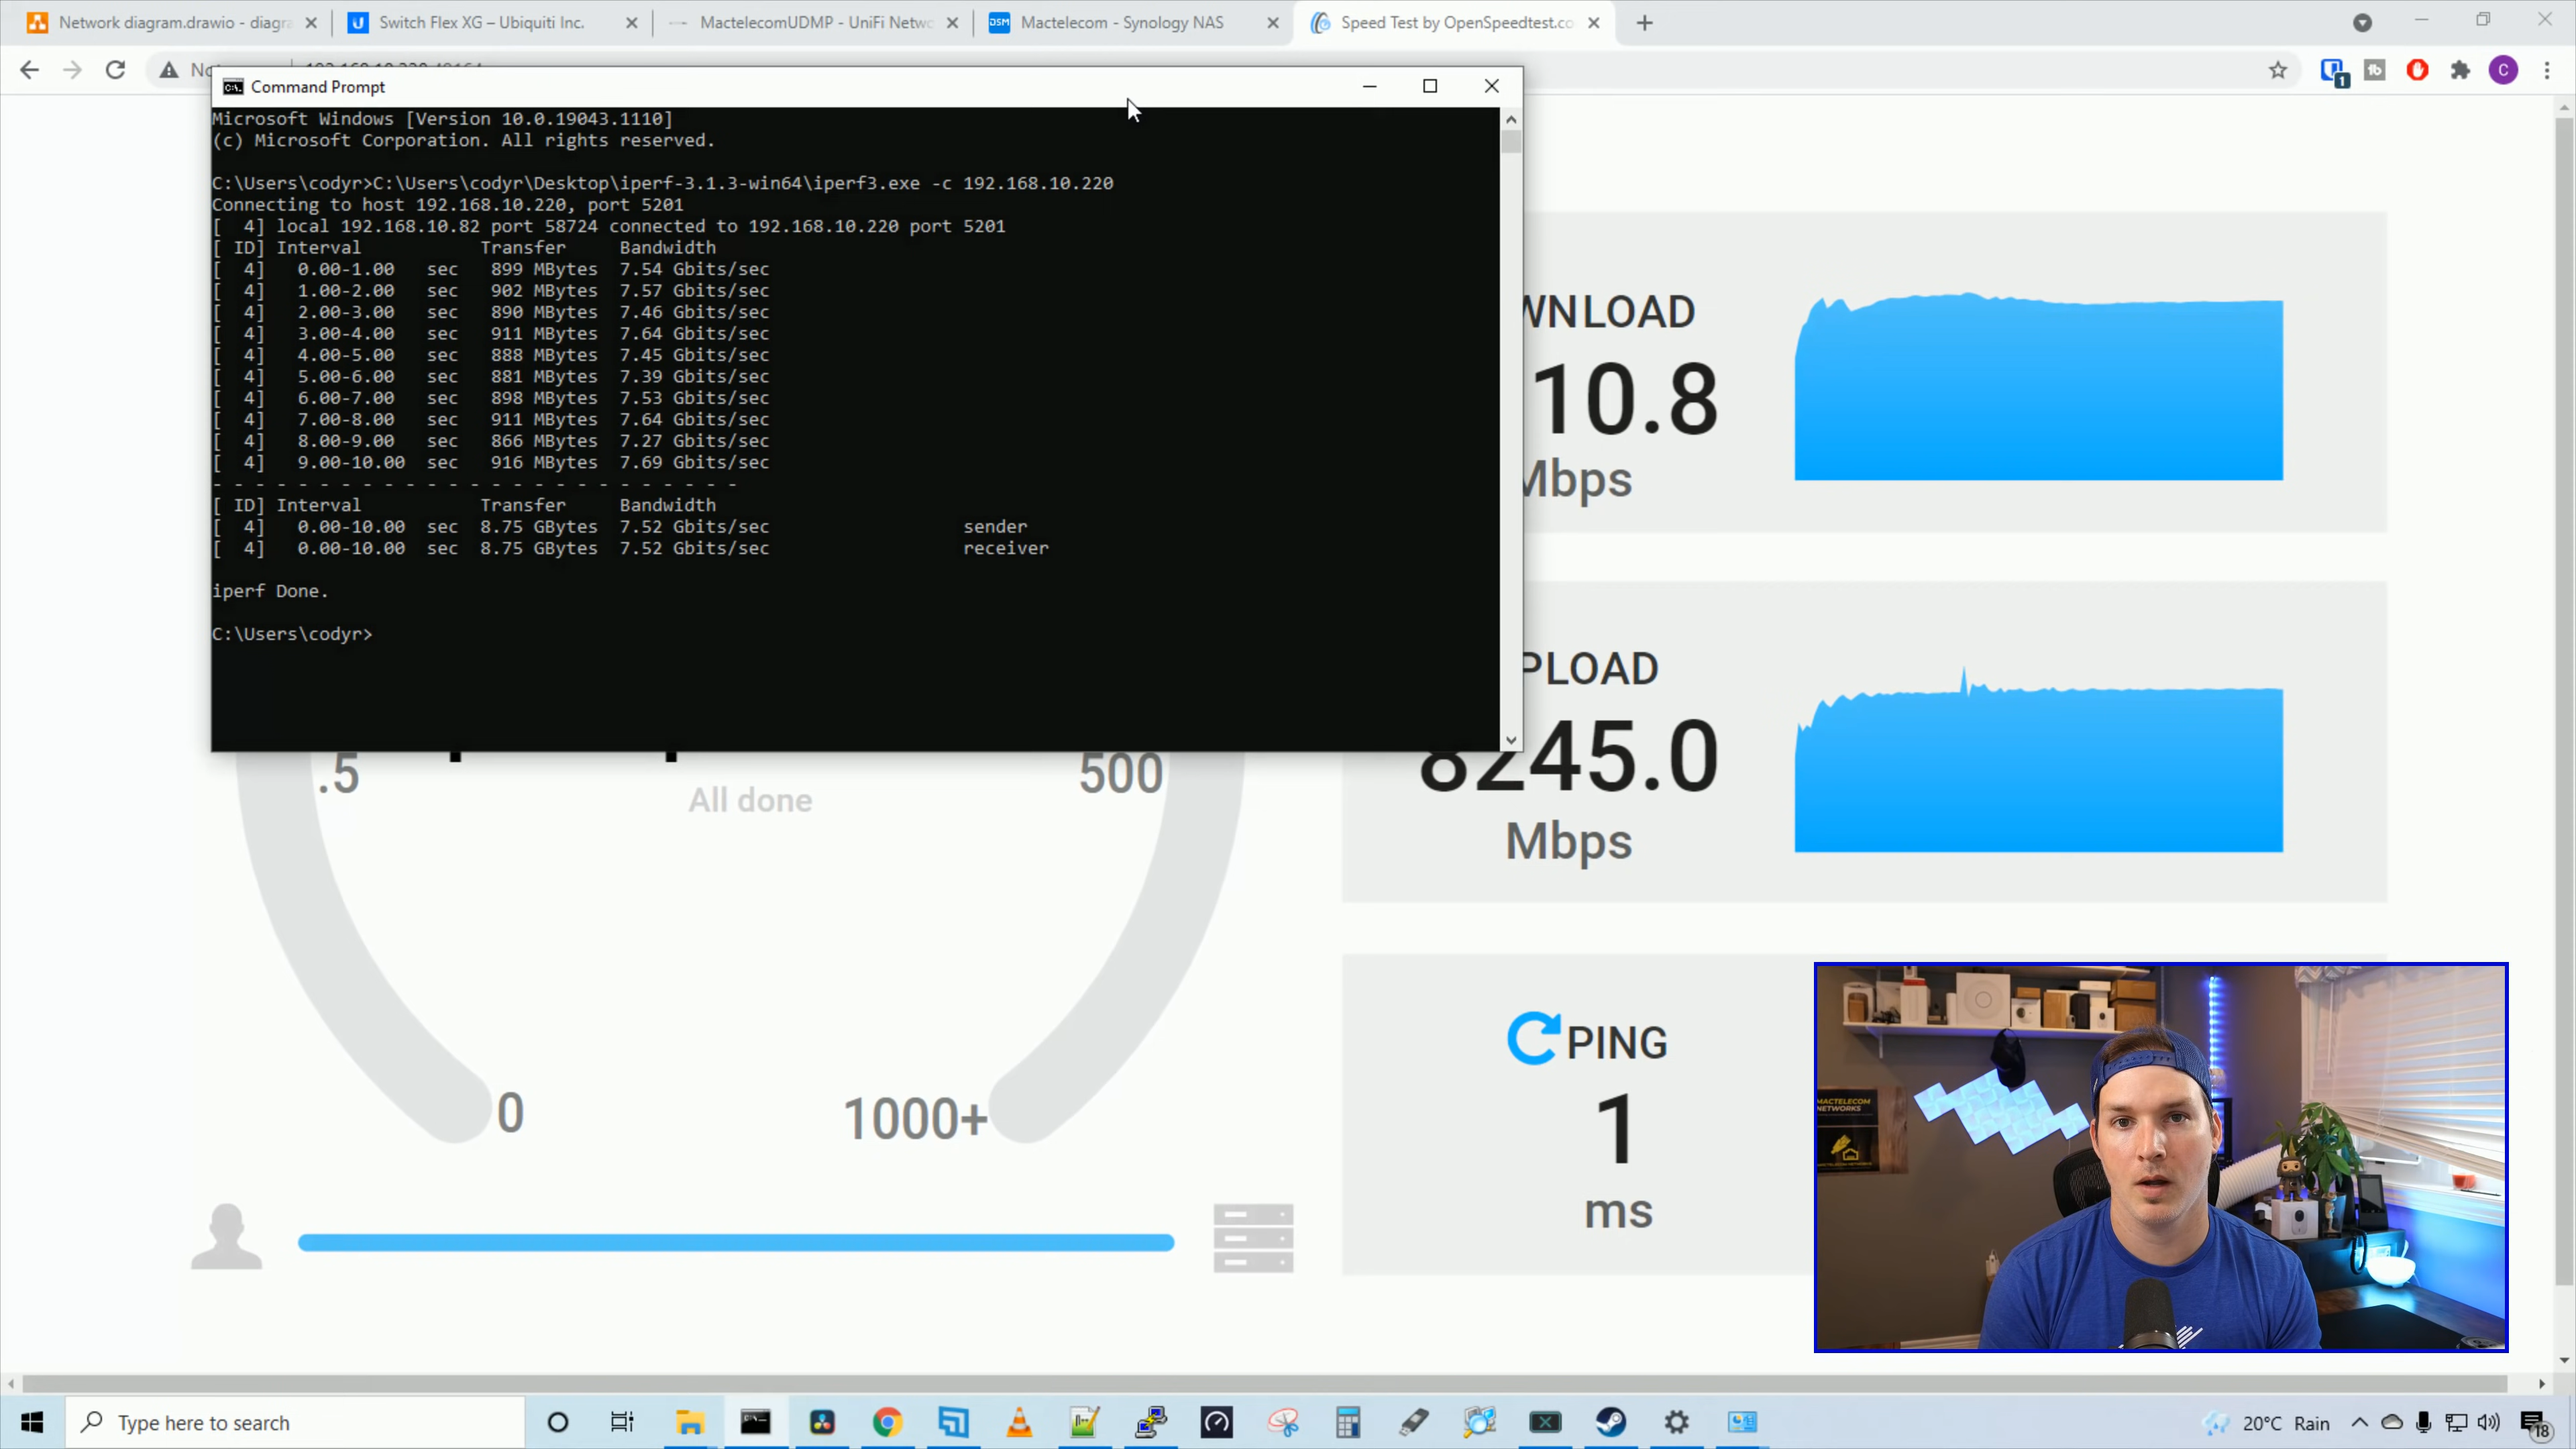 Network diagram.drawio - diagra
Switch Flex XG – Ubiquiti Inc.
MactelecomUDMP - UniFi Netwo
DSM
Mactelecom - Synology NAS
Speed Test by OpenSpeedtest.co
1
C
Command Prompt
Microsoft Windows [Version 10.0.19043.1110]
(c) Microsoft Corporation. All rights reserved.
C:\Users\codyr>C:\Users\codyr\Desktop\iperf-3.1.3-win64\iperf3.exe -c 192.168.10.220
Connecting to host 192.168.10.220, port 5201
[  4] local 192.168.10.82 port 58724 connected to 192.168.10.220 port 5201
[ ID] Interval           Transfer     Bandwidth
[  4]   0.00-1.00   sec   899 MBytes  7.54 Gbits/sec
[  4]   1.00-2.00   sec   902 MBytes  7.57 Gbits/sec
[  4]   2.00-3.00   sec   890 MBytes  7.46 Gbits/sec
[  4]   3.00-4.00   sec   911 MBytes  7.64 Gbits/sec
[  4]   4.00-5.00   sec   888 MBytes  7.45 Gbits/sec
[  4]   5.00-6.00   sec   881 MBytes  7.39 Gbits/sec
[  4]   6.00-7.00   sec   898 MBytes  7.53 Gbits/sec
[  4]   7.00-8.00   sec   911 MBytes  7.64 Gbits/sec
[  4]   8.00-9.00   sec   866 MBytes  7.27 Gbits/sec
[  4]   9.00-10.00  sec   916 MBytes  7.69 Gbits/sec
- - - - - - - - - - - - - - - - - - - - - - - - -
[ ID] Interval           Transfer     Bandwidth
[  4]   0.00-10.00  sec  8.75 GBytes  7.52 Gbits/sec                  sender
[  4]   0.00-10.00  sec  8.75 GBytes  7.52 Gbits/sec                  receiver
iperf Done.
C:\Users\codyr>
WNLOAD
10.8
Mbps
PLOAD
8245.0
Mbps
.5
500
All done
0
1000+
PING
1
ms
MACTELECOM
NETWORKS
Type here to search
20°C Rain
18